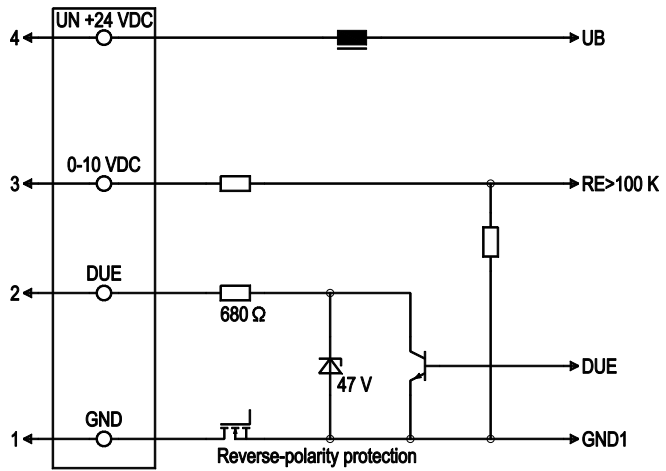 UN +24 VDC
4
UB
0-10 VDC
3
RE>100 K
DUE
2
680 Ω
47 V
DUE
GND
1
GND1
Reverse-polarity protection